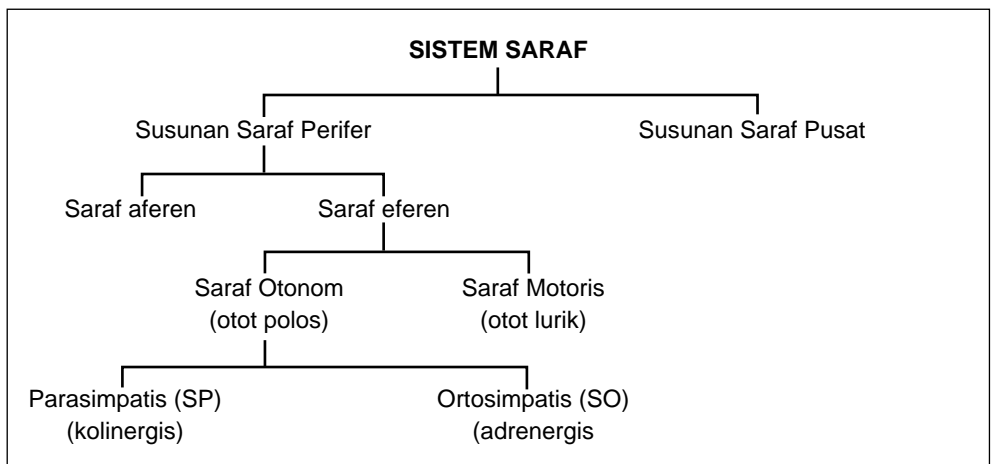 SISTEM SARAF
Susunan Saraf Perifer
Susunan Saraf Pusat
Saraf aferen
Saraf eferen
Saraf Otonom
(otot polos)
Saraf Motoris
(otot lurik)
Parasimpatis (SP)
(kolinergis)
Ortosimpatis (SO)
(adrenergis